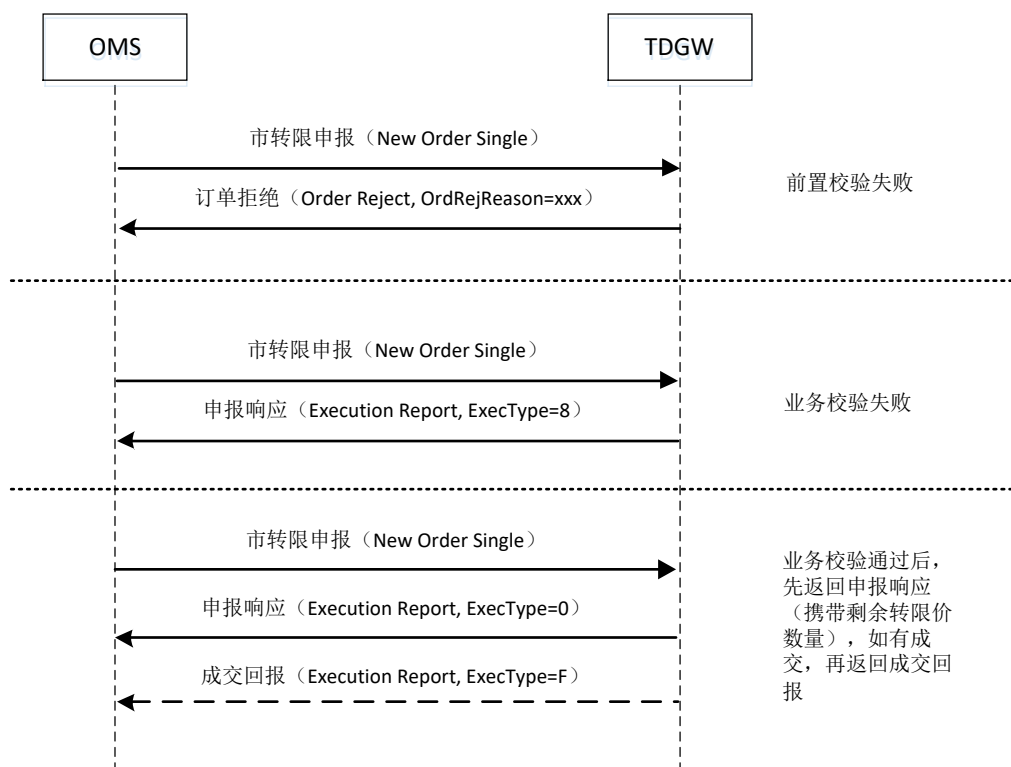 OMS
TDGW
市转限申报（New Order Single）
订单拒绝（Order Reject, OrdRejReason=xxx）
前置校验失败
市转限申报（New Order Single）
申报响应（Execution Report, ExecType=8）
业务校验失败
市转限申报（New Order Single）
申报响应（Execution Report, ExecType=0）
成交回报（Execution Report, ExecType=F）
业务校验通过后，
先返回申报响应
（携带剩余转限价
数量），如有成
交，再返回成交回
报